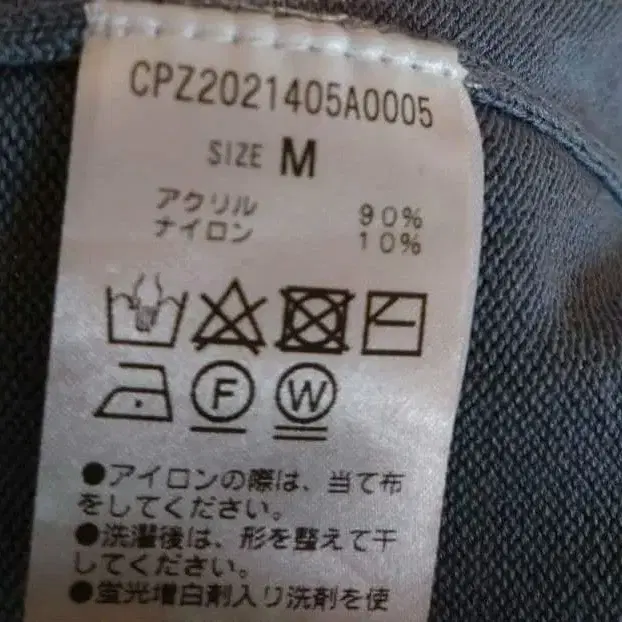 CPZ2021405A0005
SIZE M
アクリル 90%
ナイロン 10%
F W
●アイロンの際は、当て布
をしてください。
●洗濯後は、形を整えて干
してください。
●蛍光増白剤入り洗剤を使